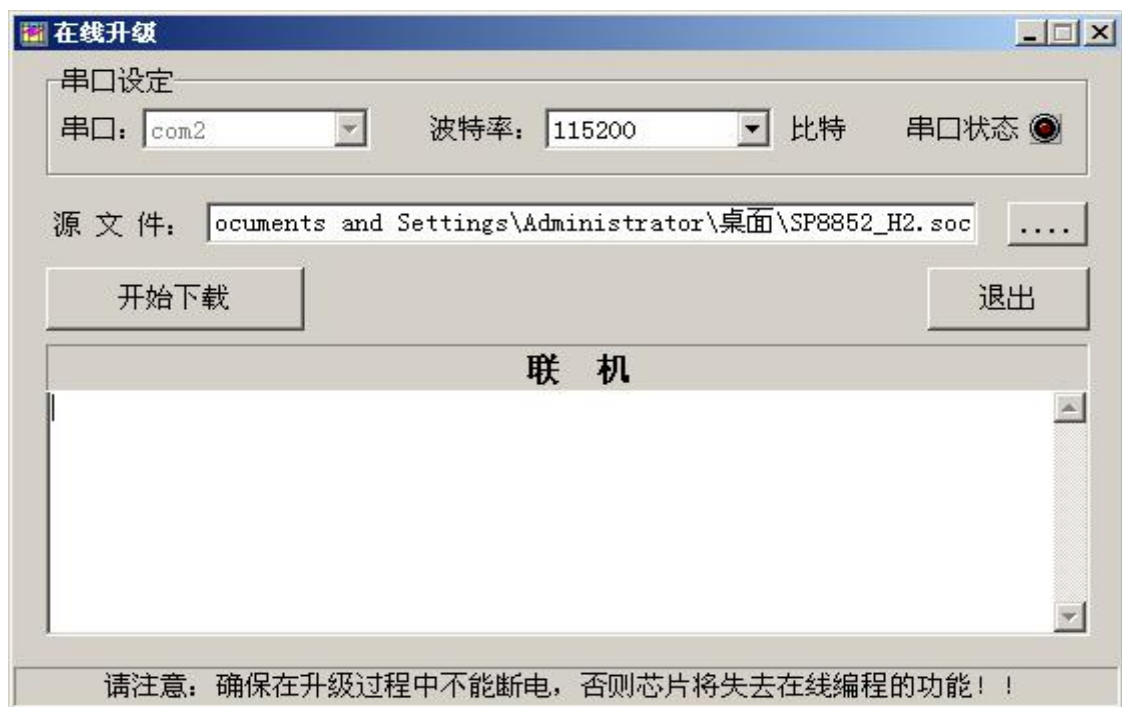 在线升级
串口设定
串口: com2 波特率: 115200 比特 串口状态
源 文 件: ocuments and Settings\Administrator\桌面\SP8852_H2.soc ....
开始下载 退出
联 机
请注意: 确保在升级过程中不能断电, 否则芯片将失去在线编程的功能! !